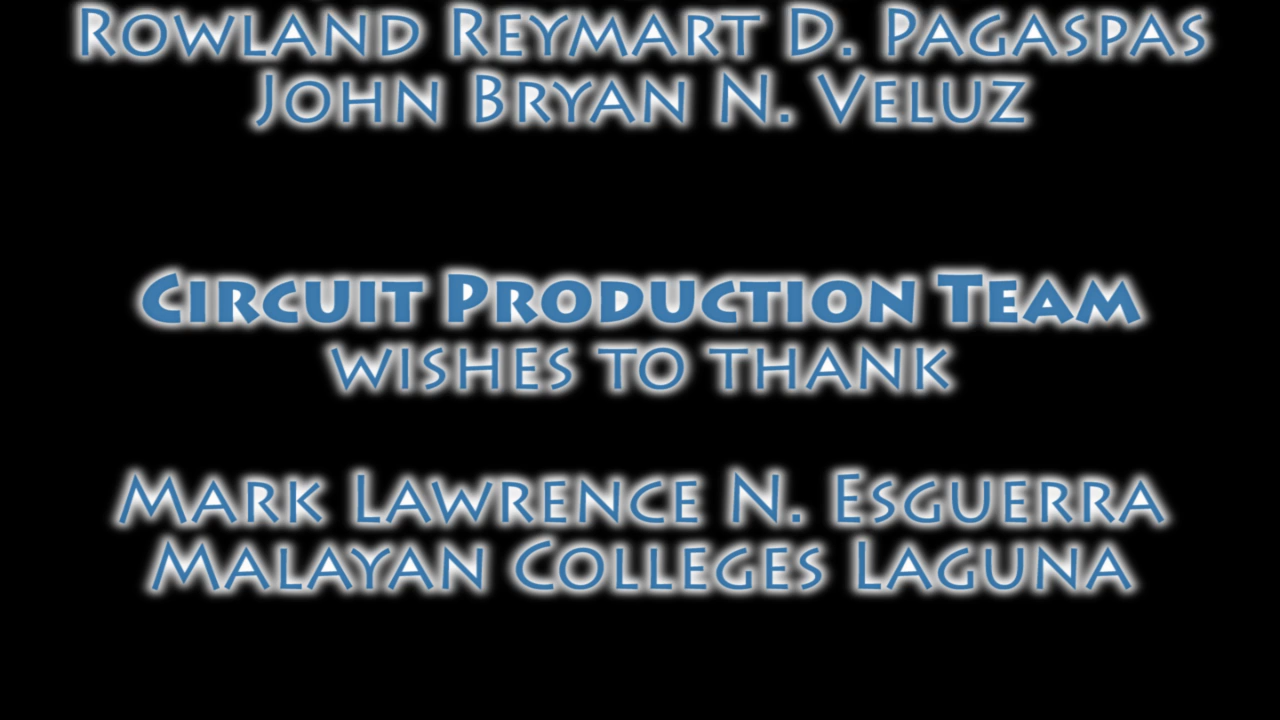 Rowland Reymart D. Pagaspas
John Bryan N. Veluz
Circuit Production Team
wishes to thank
Mark Lawrence N. Esguerra
Malayan Colleges Laguna